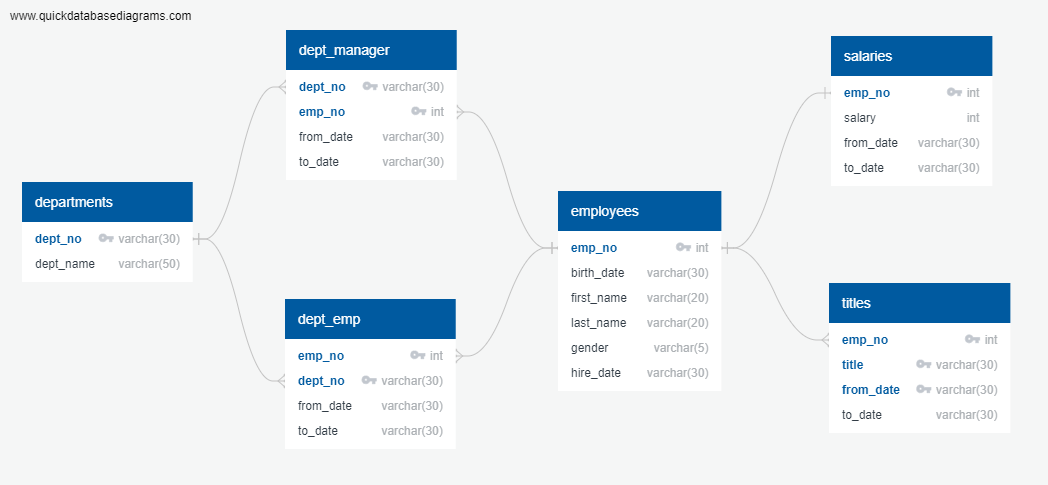 www.quickdatabasediagrams.com
dept_manager
dept_no varchar(30)
emp_no int
from_date varchar(30)
to_date varchar(30)
salaries
emp_no int
salary int
from_date varchar(30)
to_date varchar(30)
departments
dept_no varchar(30)
dept_name varchar(50)
employees
emp_no int
birth_date varchar(30)
first_name varchar(20)
last_name varchar(20)
gender varchar(5)
hire_date varchar(30)
dept_emp
emp_no int
dept_no varchar(30)
from_date varchar(30)
to_date varchar(30)
titles
emp_no int
title varchar(30)
from_date varchar(30)
to_date varchar(30)